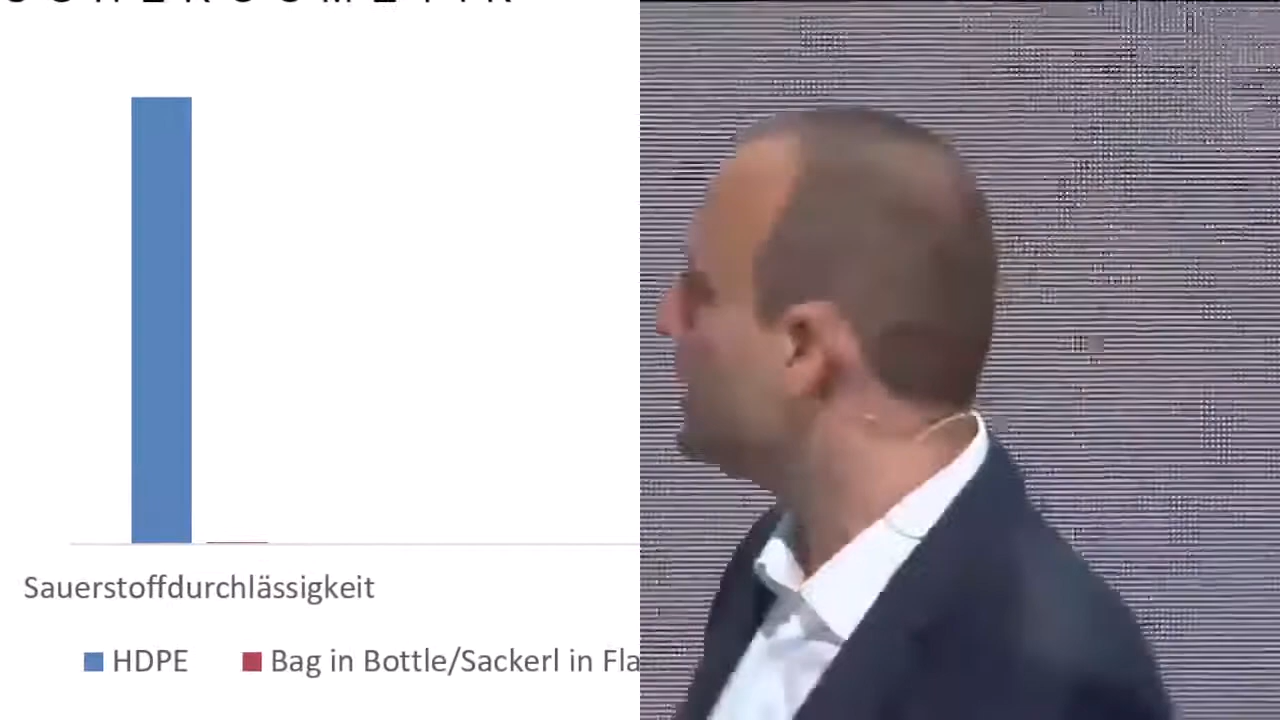 Sauerstoffdurchlässigkeit
HDPE
Bag in Bottle/Sackerl in Fla